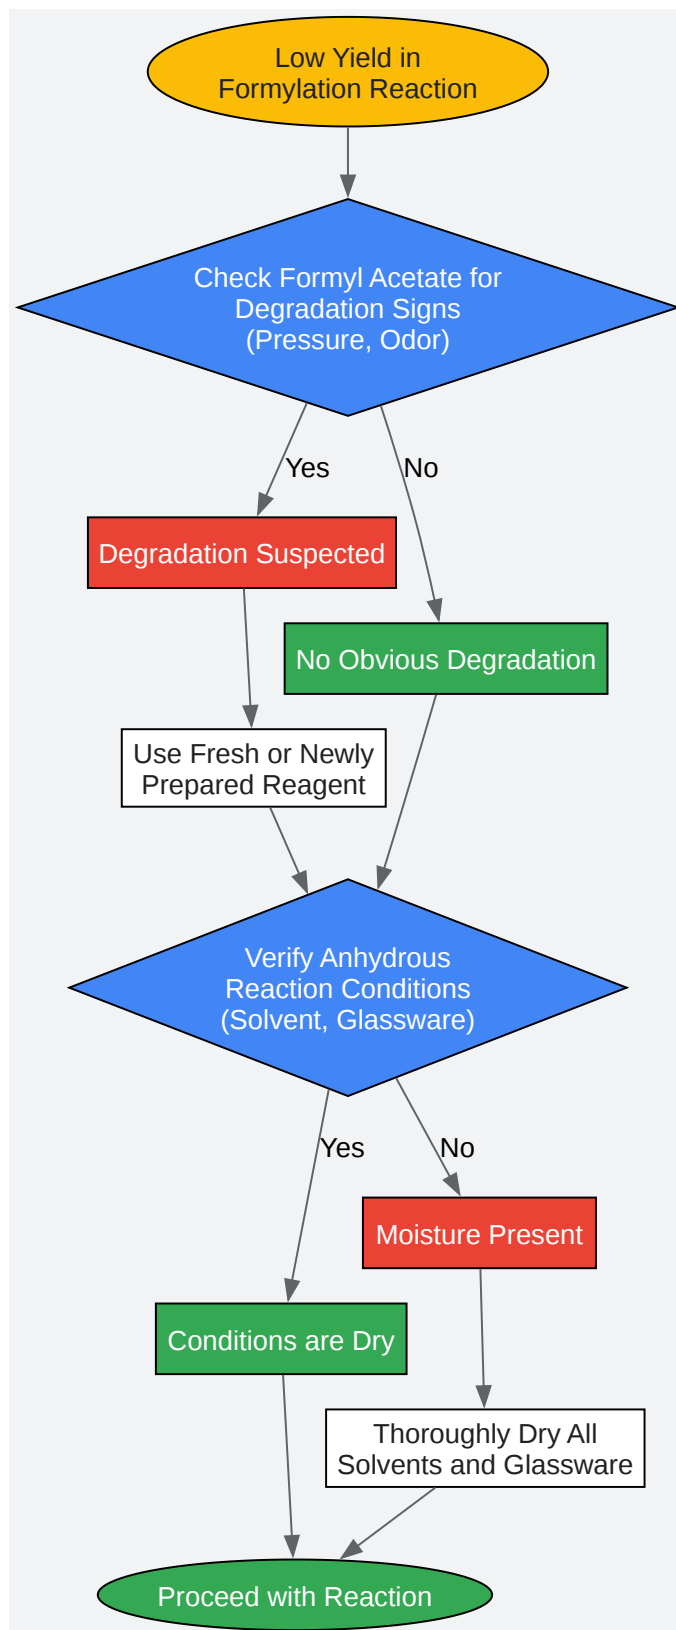 Low Yield in
Formylation Reaction
Check Formyl Acetate for
Degradation Signs
(Pressure, Odor)
Yes
No
Degradation Suspected
No Obvious Degradation
Use Fresh or Newly
Prepared Reagent
Verify Anhydrous
Reaction Conditions
(Solvent, Glassware)
Yes
No
Moisture Present
Conditions are Dry
Thoroughly Dry All
Solvents and Glassware
Proceed with Reaction